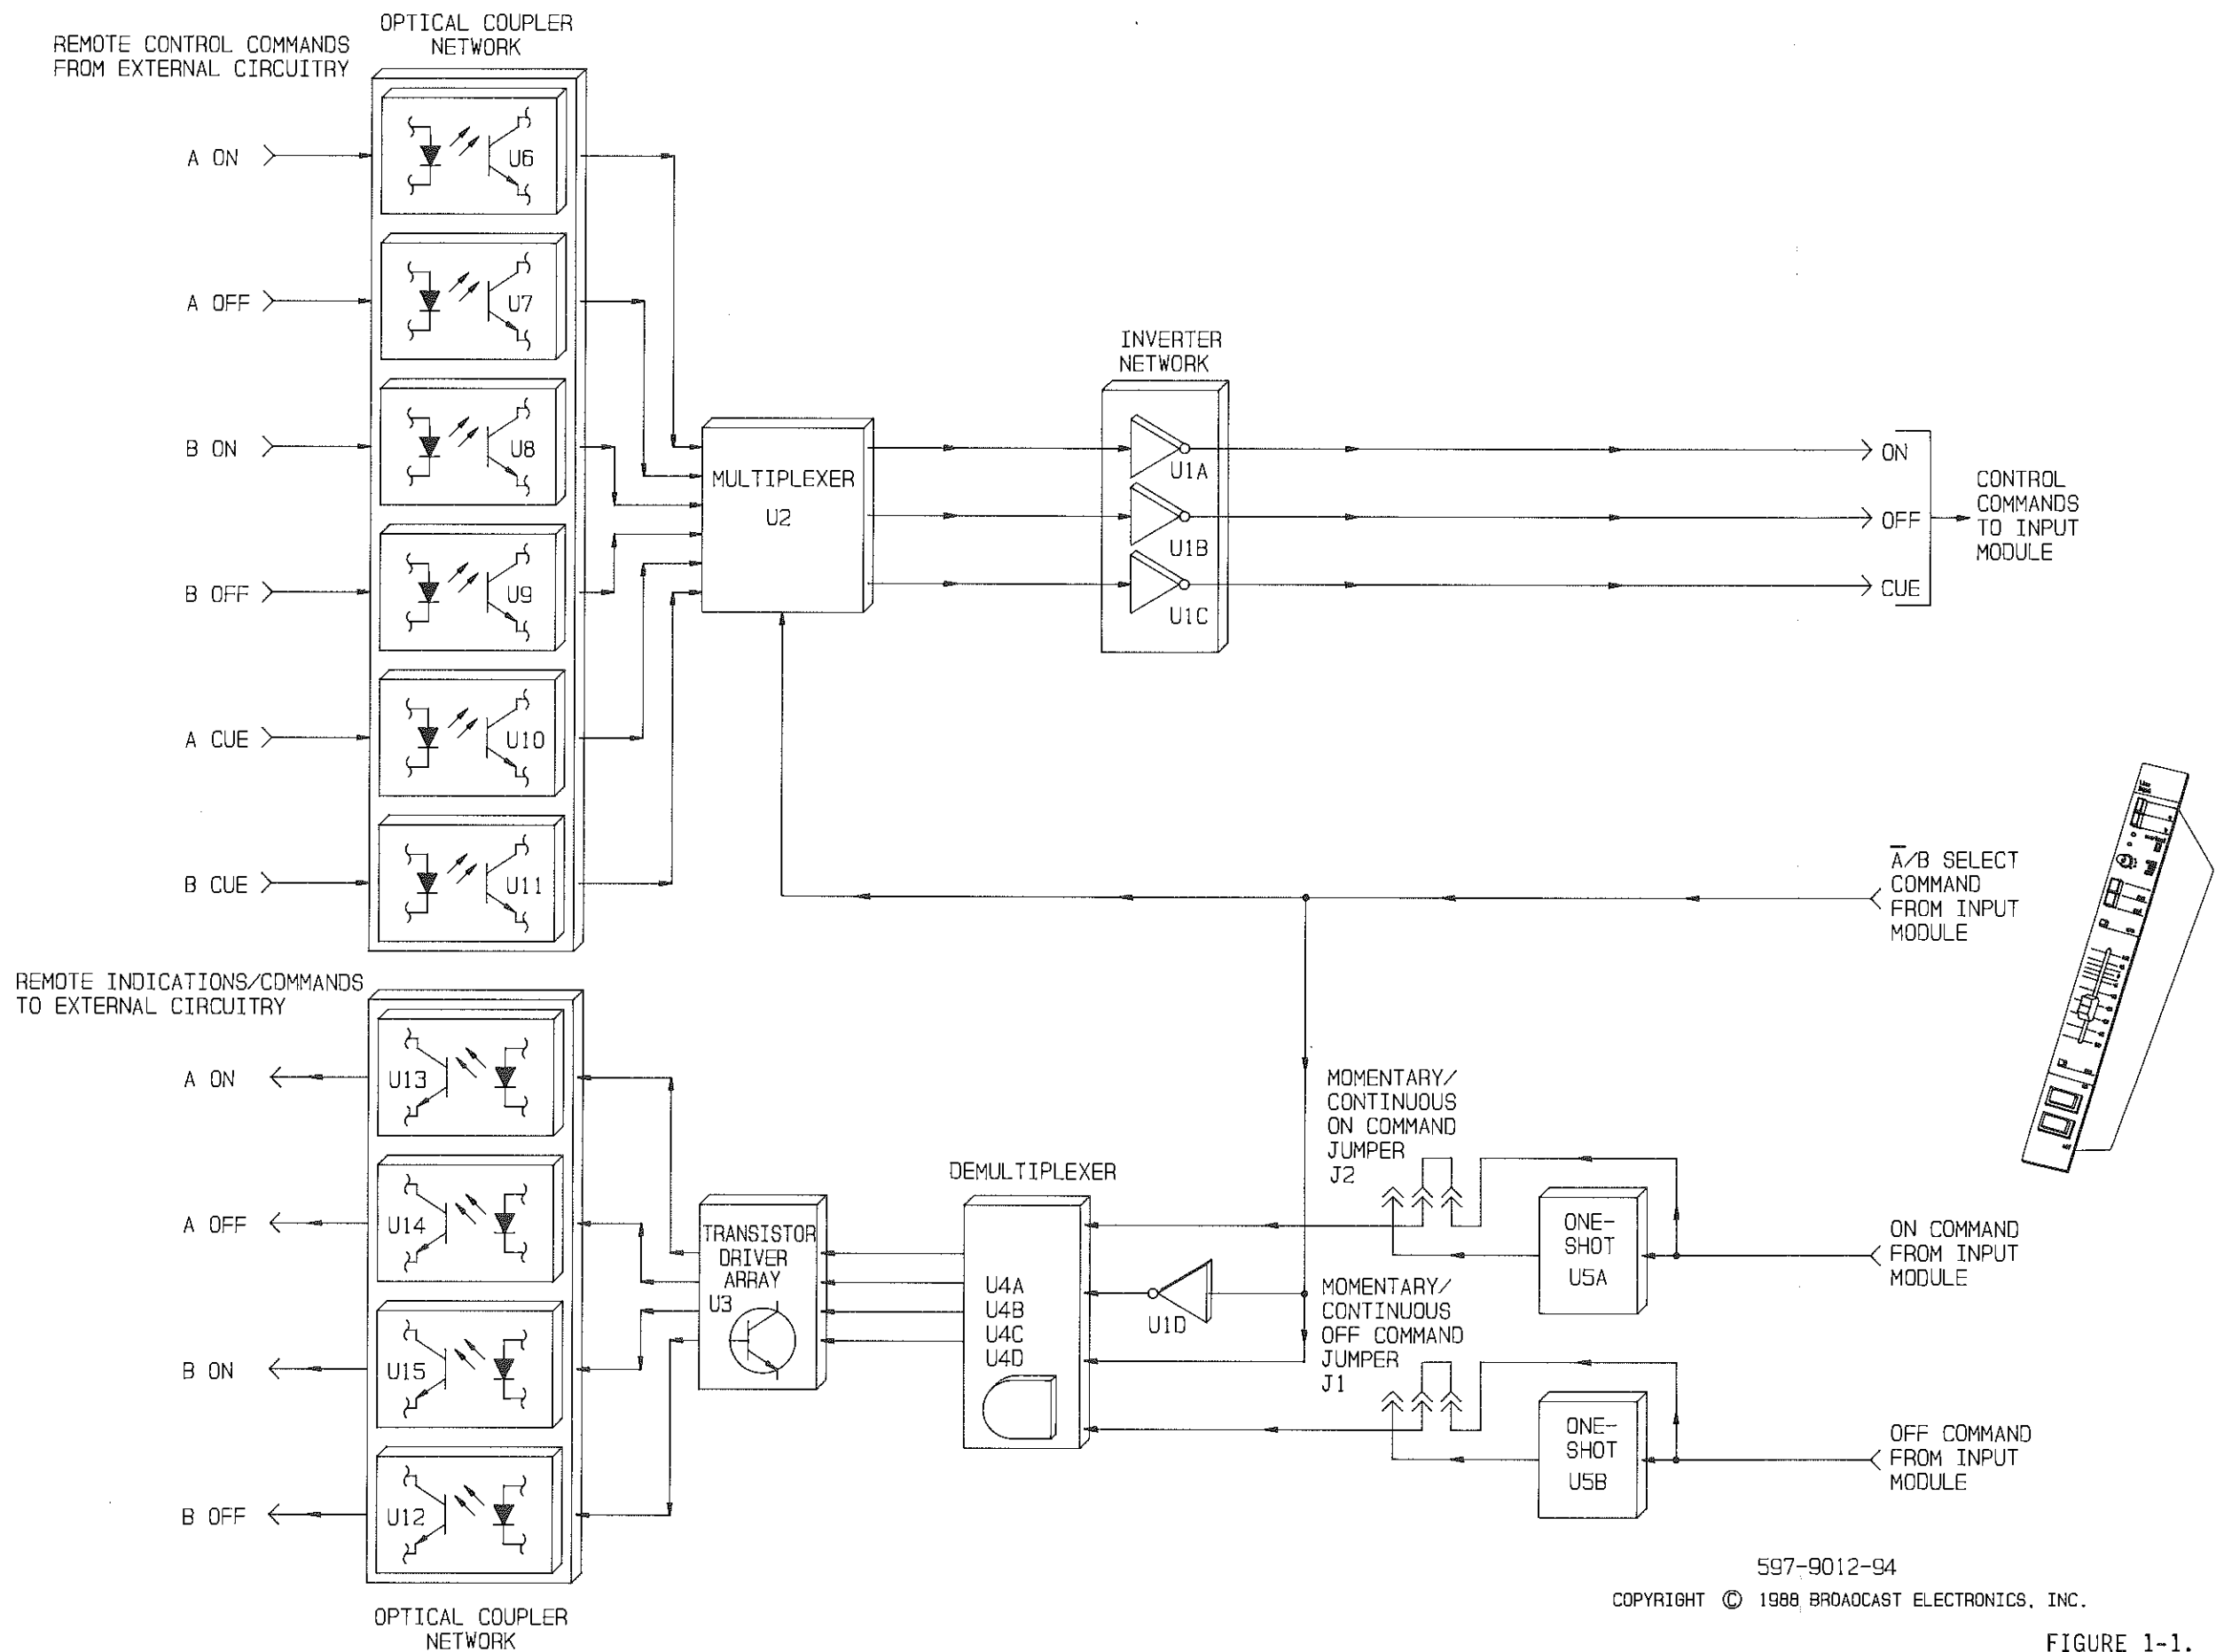 OPTICAL COUPLER
NETWORK
REMOTE CONTROL COMMANDS
FROM EXTERNAL CIRCUITRY
A ON
U6
A OFF
U7
B ON
U8
B OFF
U9
A CUE
U10
B CUE
U11
MULTIPLEXER
U2
INVERTER
NETWORK
U1A
U1B
U1C
ON
OFF
CUE
CONTROL
COMMANDS
TO INPUT
MODULE
A̅/B SELECT
COMMAND
FROM INPUT
MODULE
REMOTE INDICATIONS/COMMANDS
TO EXTERNAL CIRCUITRY
A ON
U13
A OFF
U14
B ON
U15
B OFF
U12
OPTICAL COUPLER
NETWORK
TRANSISTOR
DRIVER
ARRAY
U3
DEMULTIPLEXER
U4A
U4B
U4C
U4D
U1D
MOMENTARY/
CONTINUOUS
ON COMMAND
JUMPER
J2
MOMENTARY/
CONTINUOUS
OFF COMMAND
JUMPER
J1
ONE-
SHOT
U5A
ONE-
SHOT
U5B
ON COMMAND
FROM INPUT
MODULE
OFF COMMAND
FROM INPUT
MODULE
597-9012-94
COPYRIGHT © 1988 BROADCAST ELECTRONICS, INC.
FIGURE 1-1.